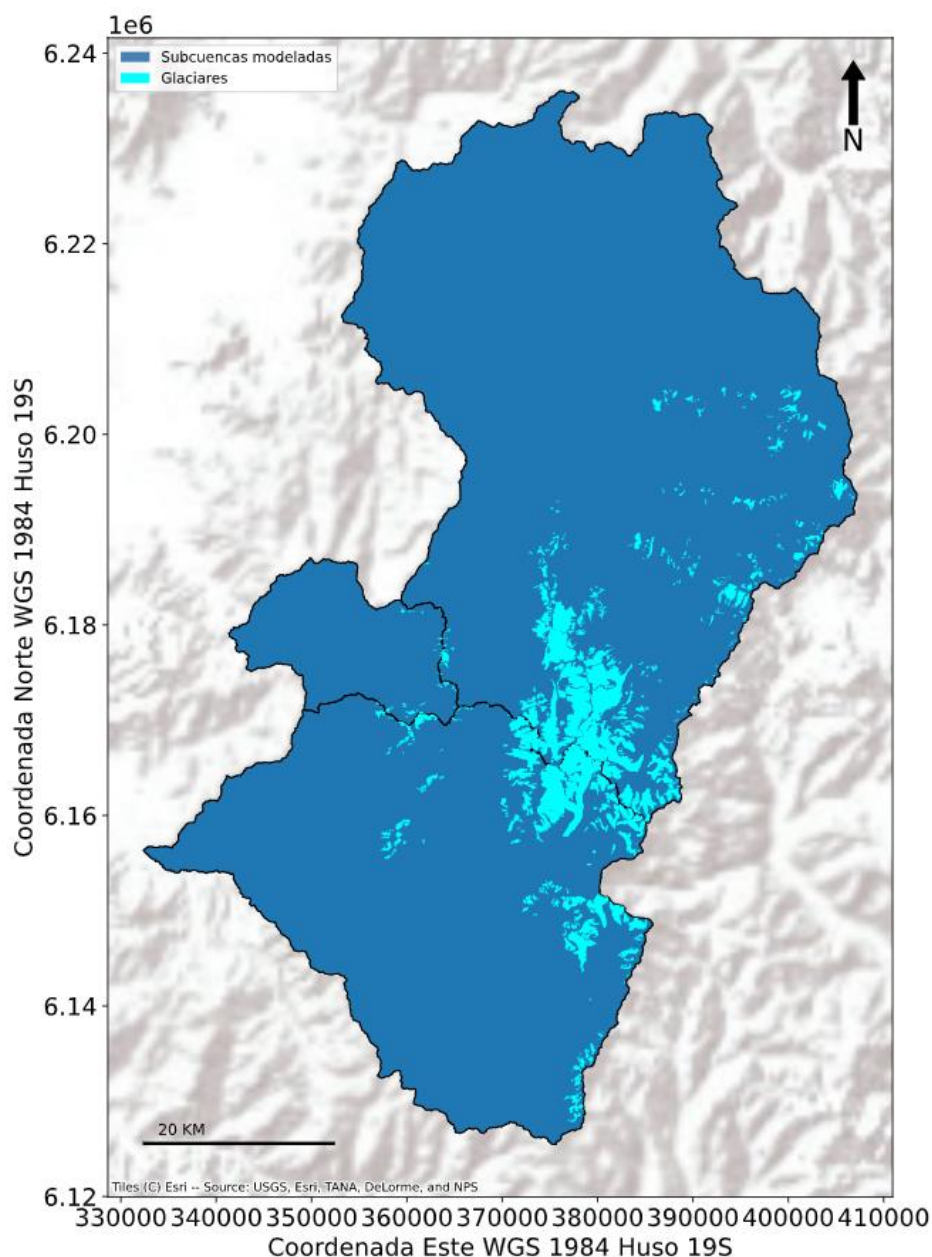 1e6
6.24
Subcuencas modeladas
Glaciares
N
6.22
6.20
6.18
6.16
6.14
6.12
Coordenada Norte WGS 1984 Huso 19S
20 KM
Tiles (C) Esri -- Source: USGS, Esri, TANA, DeLorme, and NPS
330000 340000 350000 360000 370000 380000 390000 400000 410000
Coordenada Este WGS 1984 Huso 19S